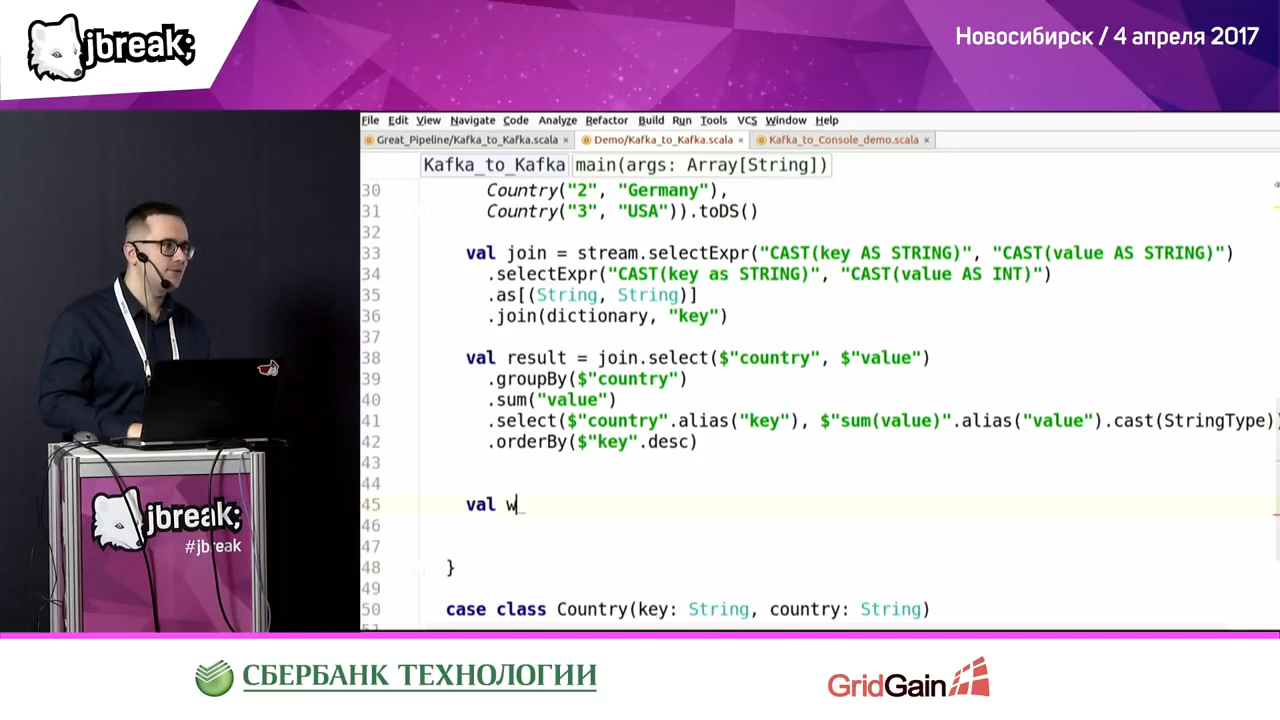 jbreak;
Новосибирск / 4 апреля 2017
File Edit View Navigate Code Analyze Refactor Build Run Tools VCS Window Help
Great_Pipeline/Kafka_to_Kafka.scala × Demo/Kafka_to_Kafka.scala × Kafka_to_Console_demo.scala ×
Kafka_to_Kafka main(args: Array[String])
30 Country("2", "Germany"),
31 Country("3", "USA")).toDS()
32
33 val join = stream.selectExpr("CAST(key AS STRING)", "CAST(value AS STRING)")
34 .selectExpr("CAST(key as STRING)", "CAST(value AS INT)")
35 .as[(String, String)]
36 .join(dictionary, "key")
37
38 val result = join.select($"country", $"value")
39 .groupBy($"country")
40 .sum("value")
41 .select($"country".alias("key"), $"sum(value)".alias("value").cast(StringType))
42 .orderBy($"key".desc)
43
44
45 val w
46
47
48 }
49
50 case class Country(key: String, country: String)
jbreak;
#jbreak
СБЕРБАНК ТЕХНОЛОГИИ
GridGain